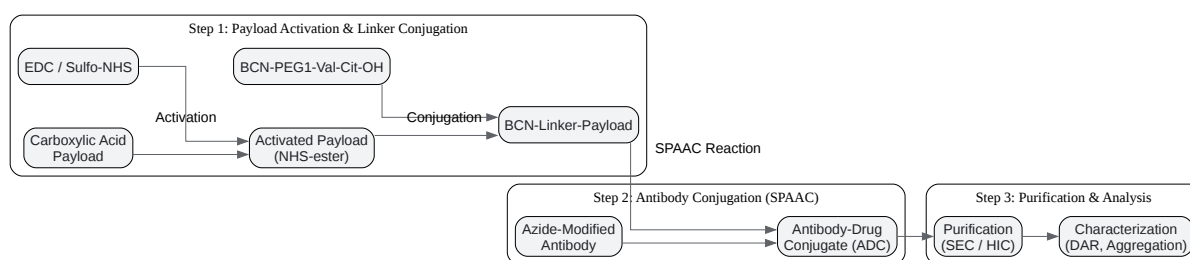 Step 1: Payload Activation & Linker Conjugation
EDC / Sulfo-NHS
BCN-PEG1-Val-Cit-OH
Activation
Conjugation
BCN-Linker-Payload
Carboxylic Acid
Payload
Activated Payload
(NHS-ester)
SPAAC Reaction
Step 2: Antibody Conjugation (SPAAC)
Azide-Modified
Antibody
Antibody-Drug
Conjugate (ADC)
Step 3: Purification & Analysis
Purification
(SEC / HIC)
Characterization
(DAR, Aggregation)